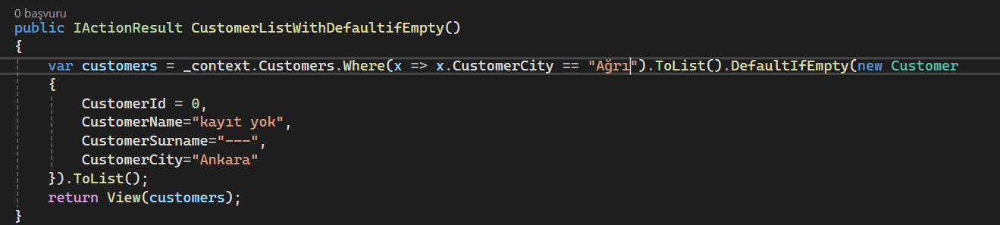 0 başvuru
public IActionResult CustomerListWithDefaultifEmpty()
{
var customers = _context.Customers.Where(x => x.CustomerCity == "Ağrı").ToList().DefaultIfEmpty(new Customer
{
CustomerId = 0,
CustomerName="kayıt yok",
CustomerSurname="---",
CustomerCity="Ankara"
}).ToList();
return View(customers);
}